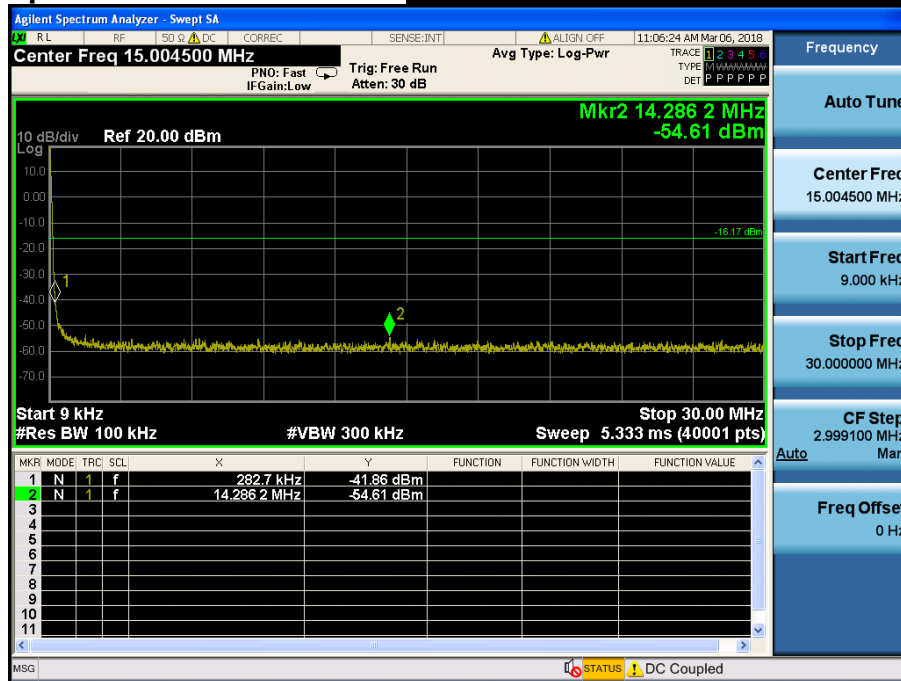 Agilent Spectrum Analyzer - Swept SA
LXI RL RF 50 Ω DC CORREC SENSE:INT ALIGN OFF 11:06:24 AM Mar 06, 2018
Center Freq 15.004500 MHz
PNO: Fast
IFGain:Low
Trig: Free Run
Atten: 30 dB
Avg Type: Log-Pwr
TRACE 1 2 3 4 5 6
TYPE M WWWWW
DET P P P P P P
Mkr2 14.286 2 MHz
-54.61 dBm
10 dB/div Ref 20.00 dBm
Log
10.0
0.00
-10.0
-16.17 dBm
-20.0
-30.0
1
-40.0
2
-50.0
-60.0
-70.0
Start 9 kHz Stop 30.00 MHz
#Res BW 100 kHz #VBW 300 kHz Sweep 5.333 ms (40001 pts)
MKR MODE TRC SCL X Y FUNCTION FUNCTION WIDTH FUNCTION VALUE
1 N 1 f 282.7 kHz -41.86 dBm
2 N 1 f 14.286 2 MHz -54.61 dBm
3
4
5
6
7
8
9
10
11
MSG STATUS DC Coupled
Frequency
Auto Tune
Center Freq
15.004500 MHz
Start Freq
9.000 kHz
Stop Freq
30.000000 MHz
CF Step
2.999100 MHz
Auto Man
Freq Offset
0 Hz